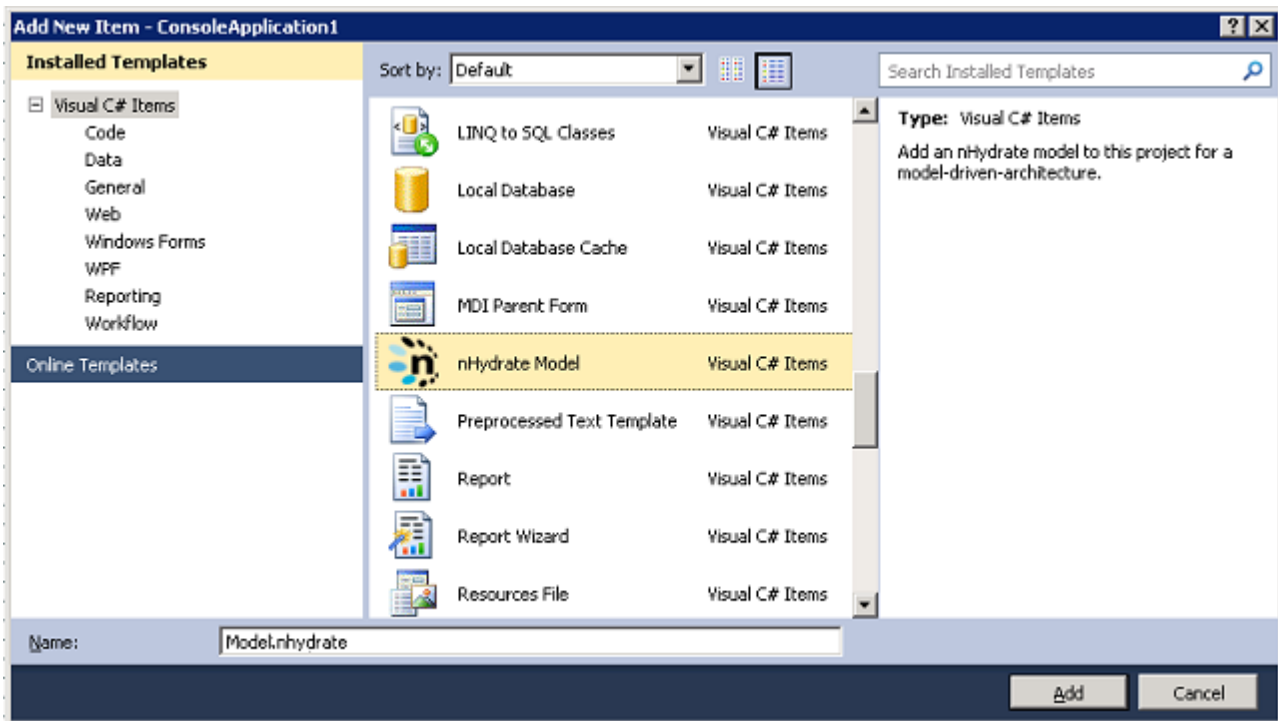 Add New Item - ConsoleApplication1
Installed Templates
Sort by: Default
Search Installed Templates
Visual C# Items
Code
Data
General
Web
Windows Forms
WPF
Reporting
Workflow
Online Templates
LINQ to SQL Classes Visual C# Items
Local Database Visual C# Items
Local Database Cache Visual C# Items
MDI Parent Form Visual C# Items
n nHydrate Model Visual C# Items
Preprocessed Text Template Visual C# Items
Report Visual C# Items
Report Wizard Visual C# Items
Resources File Visual C# Items
Type: Visual C# Items
Add an nHydrate model to this project for a
model-driven-architecture.
Name: Model.nhydrate
Add Cancel